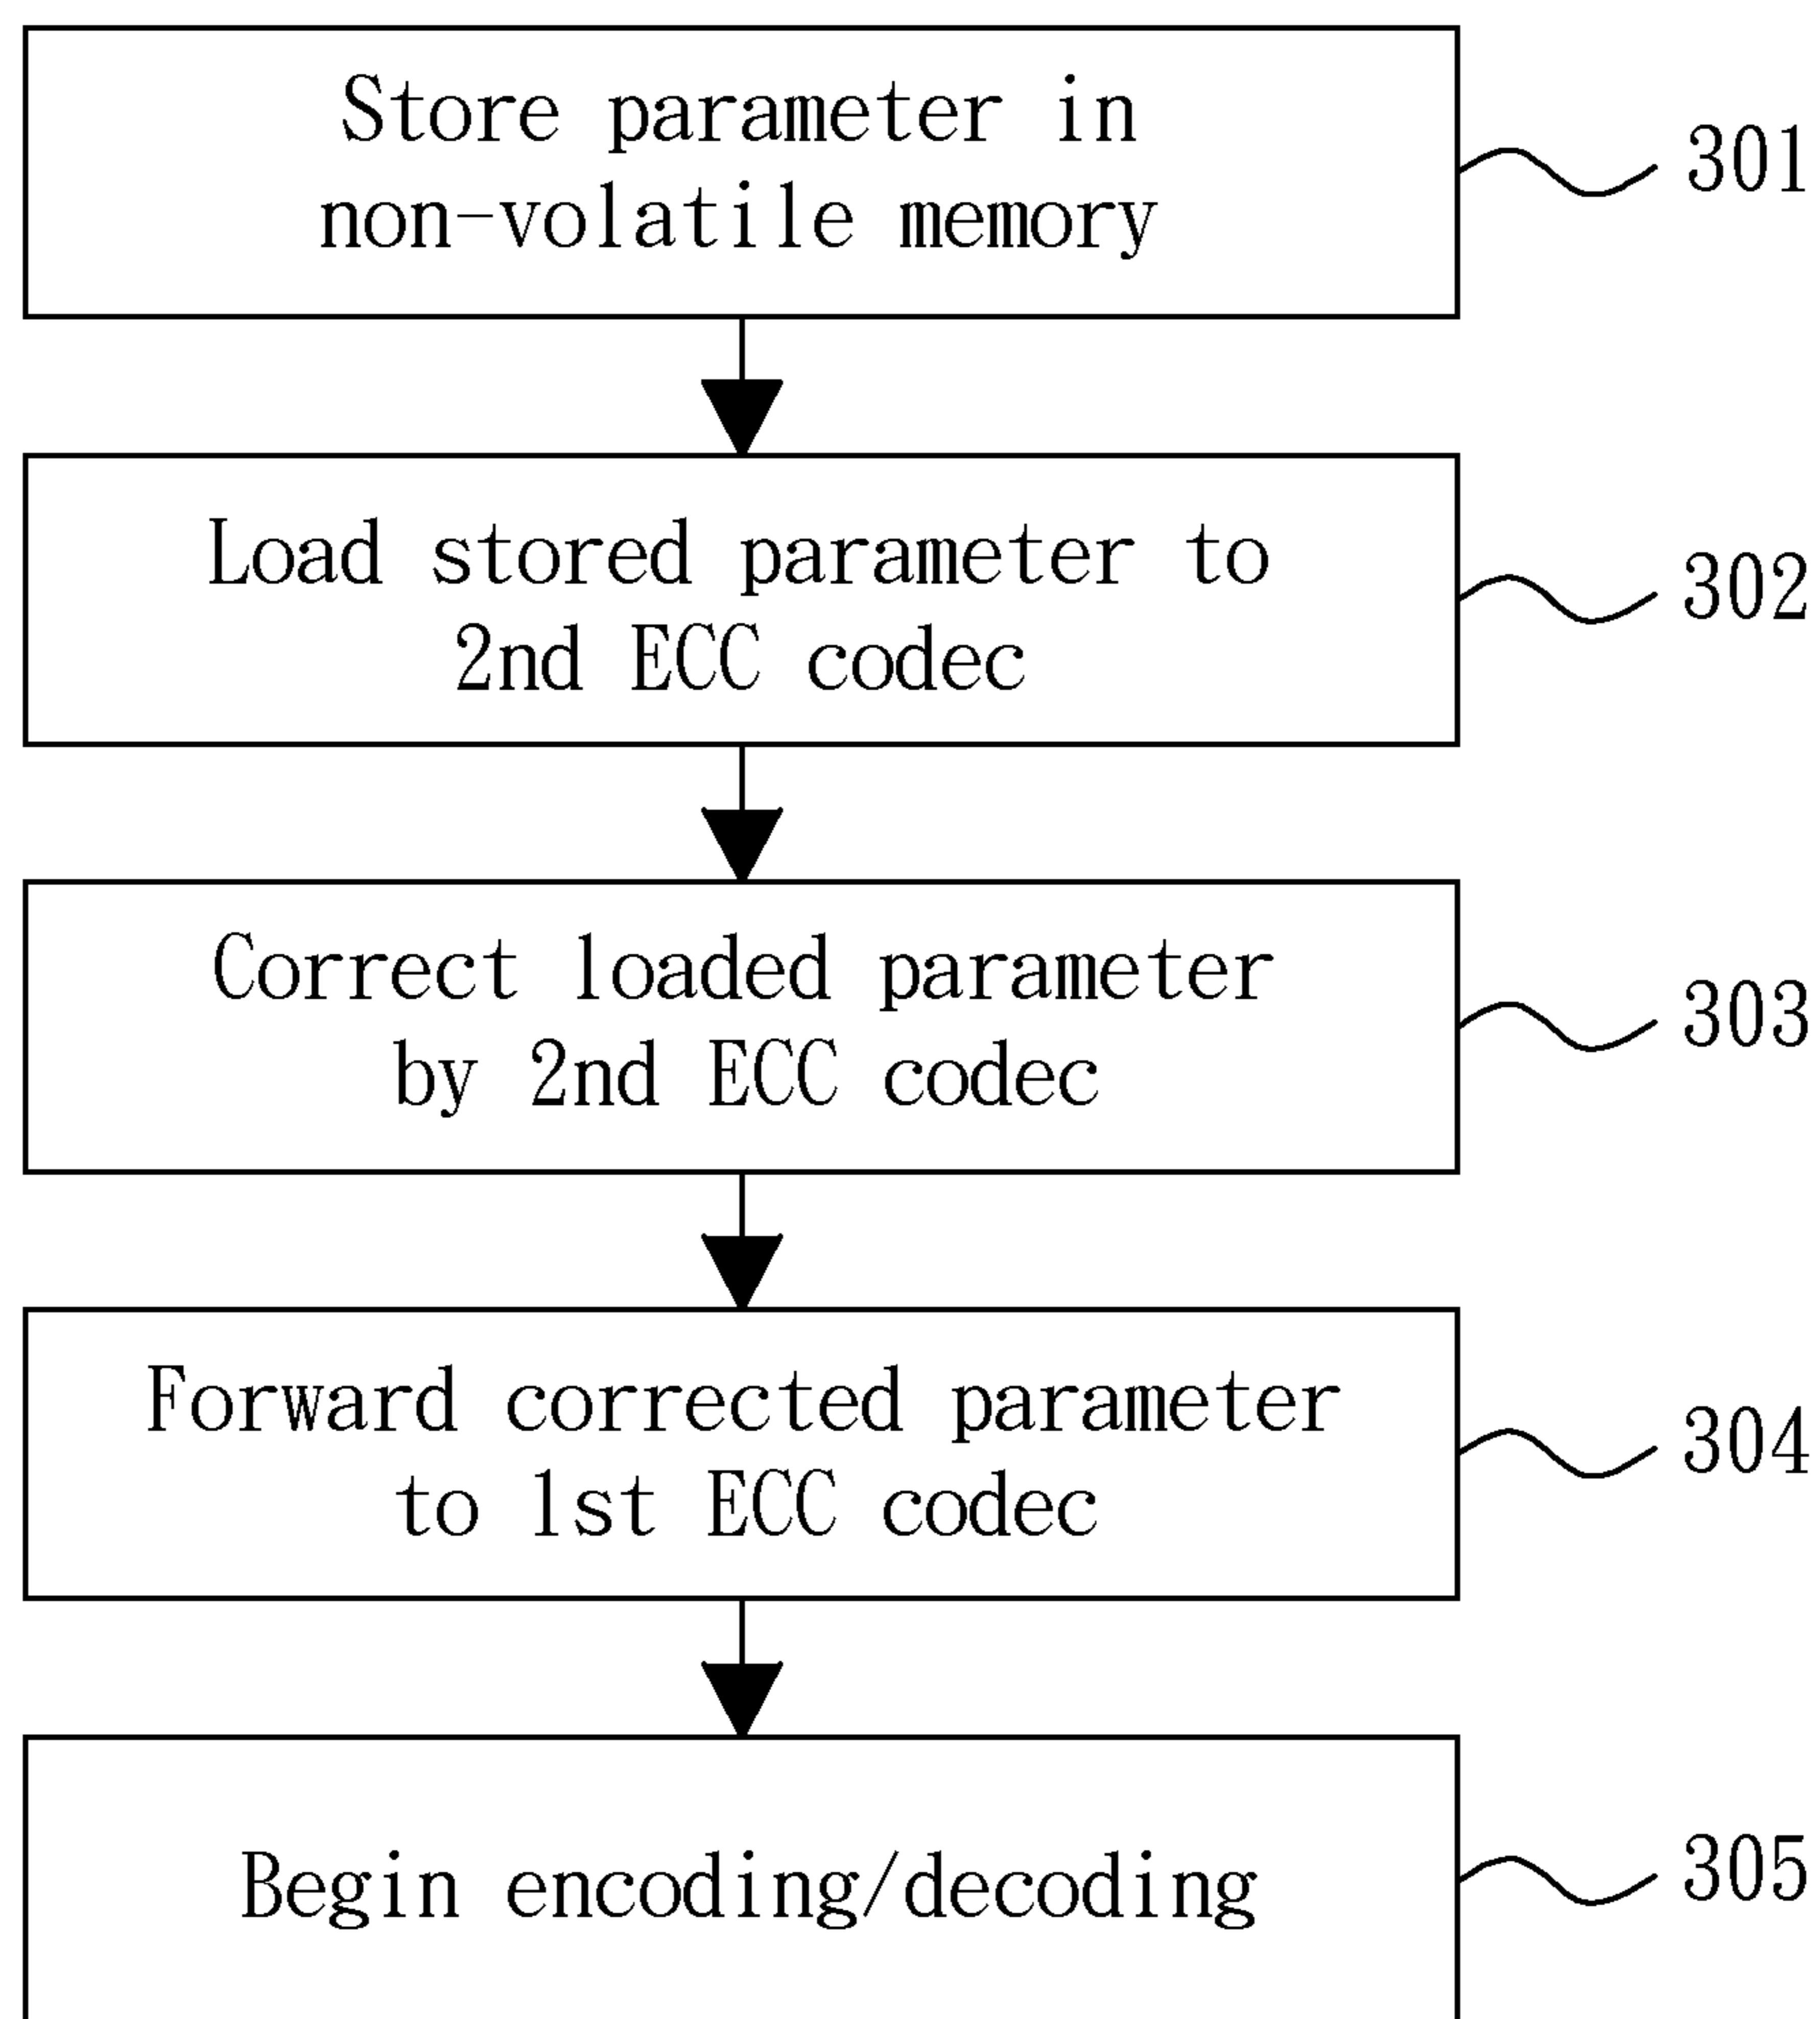 Store parameter in
non-volatile memory
301
Load stored parameter to
2nd ECC codec
302
Correct loaded parameter
by 2nd ECC codec
303
Forward corrected parameter
to 1st ECC codec
304
Begin encoding/decoding
305